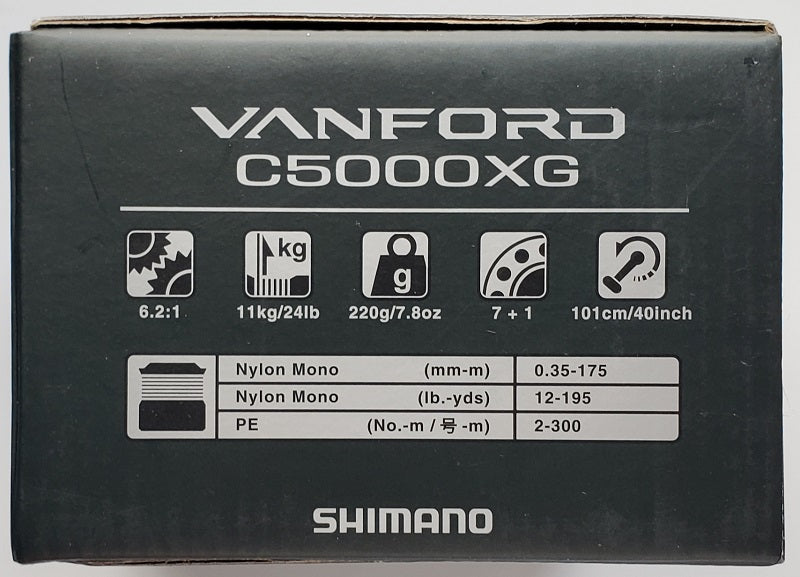 VANFORD
C5000XG
kg
g
6.2:1 11kg/24lb 220g/7.8oz 7 + 1 101cm/40inch
Nylon Mono (mm-m) 0.35-175
Nylon Mono (lb.-yds) 12-195
PE (No.-m / 号 -m) 2-300
SHIMANO